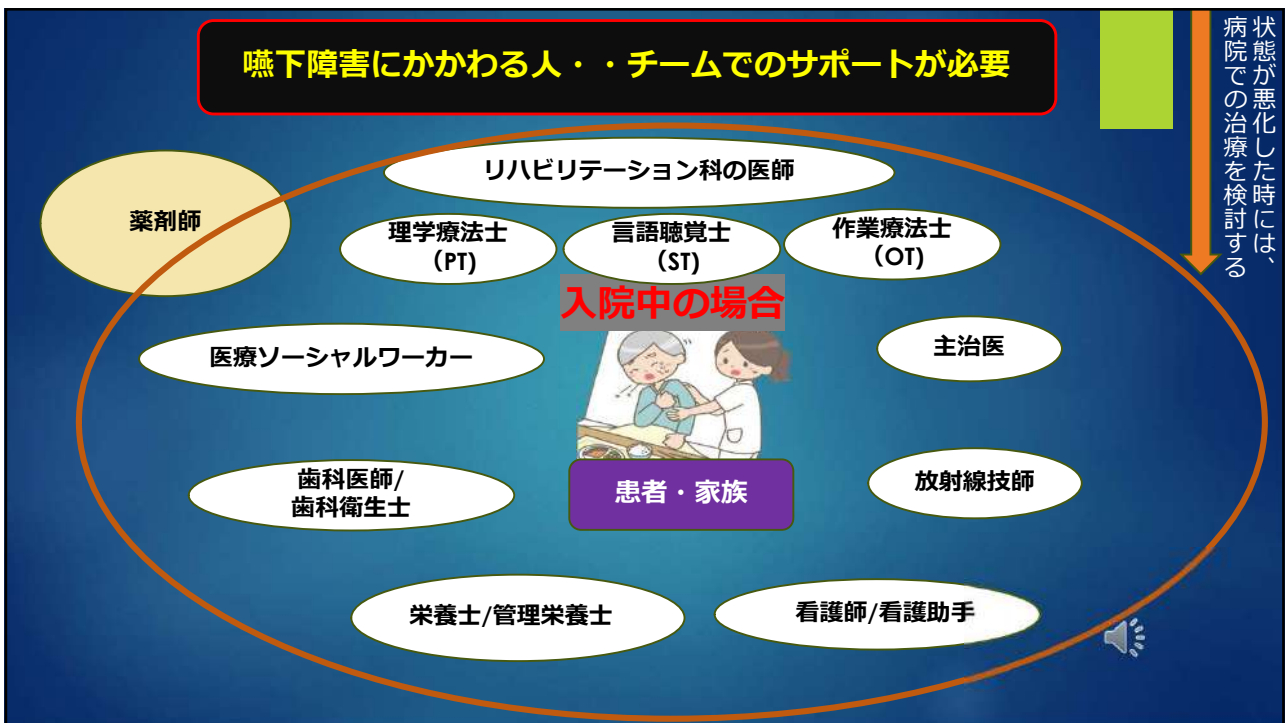 嚥下障害にかかわる人・・チームでのサポートが必要
状態が悪化した時には、
病院での治療を検討する
リハビリテーション科の医師
薬剤師
理学療法士
（PT)
言語聴覚士
（ST)
作業療法士
（OT)
入院中の場合
医療ソーシャルワーカー
主治医
歯科医師/
歯科衛生士
患者・家族
放射線技師
栄養士/管理栄養士
看護師/看護助手